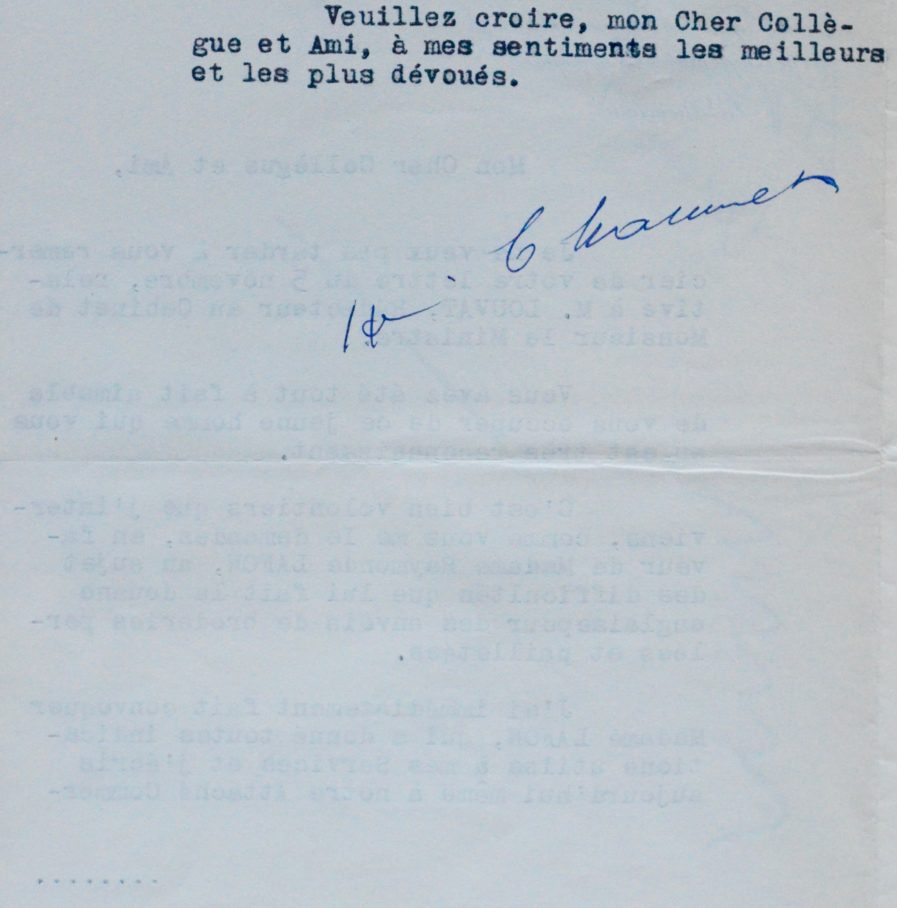 Veuillez croire, mon Cher Collè-
gue et Ami, à mes sentiments les meilleurs
et les plus dévoués.
Mon Cher Collègue et Ami,
Je ne veux pas tarder à vous remer-
cier de votre lettre du 5 novembre, rela-
tive à M. LOUVAT, Rédacteur au Cabinet de
Monsieur le Ministre.
Vous avez été tout à fait aimable
de vous occuper de ce jeune homme qui vous
en est très reconnaissant.
C'est bien volontiers que j'inter-
viens, comme vous me le demandez, en fa-
veur de Madame Raymonde LAFON, au sujet
des difficultés que lui fait la douane
anglaise pour des envois de broderies per-
lées et pailletées.
J'ai immédiatement fait convoquer
Madame LAFON, qui a donné toutes indica-
tions utiles à mes Services et j'écris
aujourd'hui même à notre Attaché Commer-
........